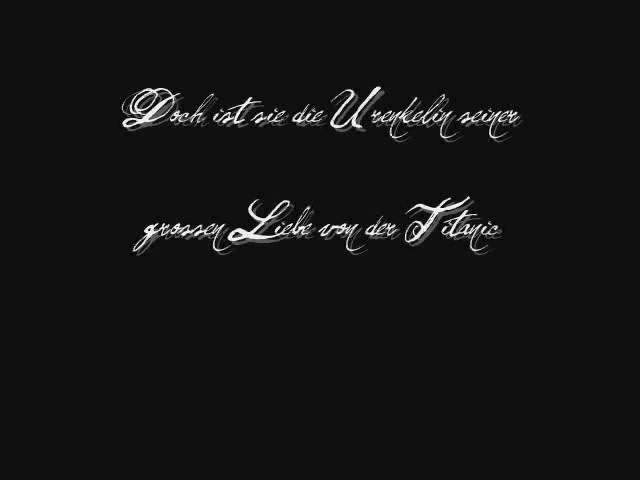 Doch ist sie die Urenkelin seiner
grossen Liebe von der Titanic